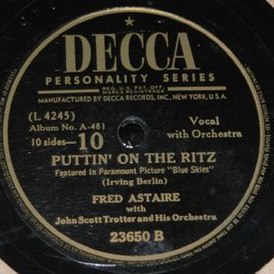 DECCA
PERSONALITY SERIES
REG. U.S. PAT. OFF.
MARCA REGISTRADA
MANUFACTURED BY DECCA RECORDS, INC., NEW YORK, U.S.A.
(L 4245)
Album No. A-481
10 sides—10
Vocal
with Orchestra
PUTTIN' ON THE RITZ
Featured In Paramount Picture "Blue Skies"
(Irving Berlin)
FRED ASTAIRE
with
John Scott Trotter and His Orchestra
23650 B